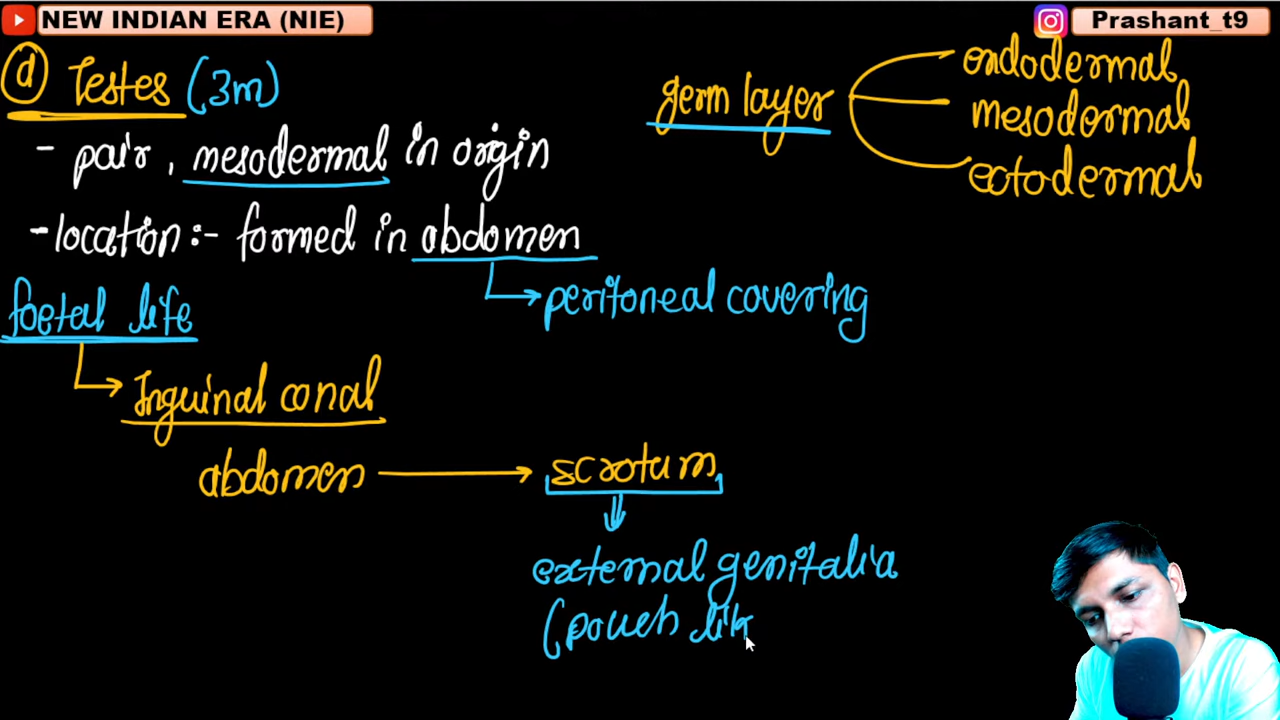 NEW INDIAN ERA (NIE)
Prashant_t9
d Testes (3m)
- pair, mesodermal in origin
- location :- formed in abdomen
peritoneal covering
foetal life
Inguinal canal
abdomen → scrotum
external genitalia
(pouch lik
germ layer
endodermal
mesodermal
ectodermal